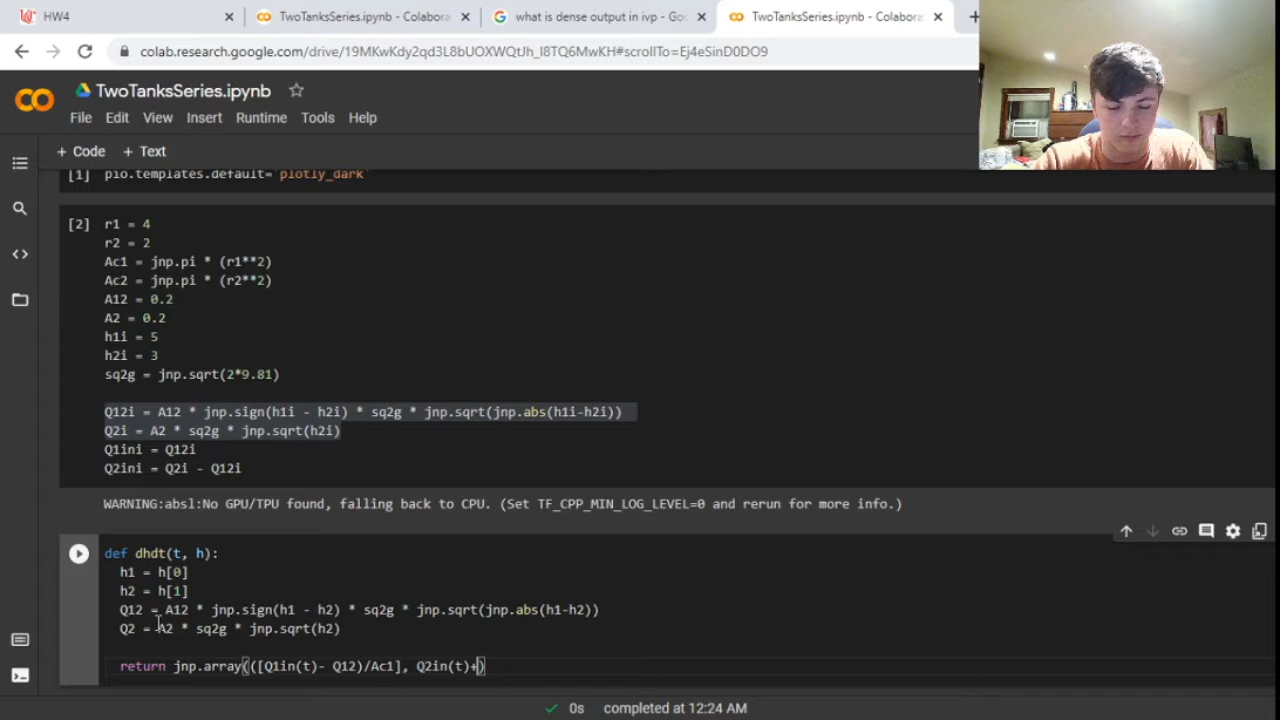 HW4
TwoTanksSeries.ipynb - Colabora
what is dense output in ivp - Goo
TwoTanksSeries.ipynb - Colabora
colab.research.google.com/drive/19MKwKdy2qd3L8bUOXWQtJh_I8TQ6MwKH#scrollTo=Ej4eSinD0DO9
TwoTanksSeries.ipynb
File Edit View Insert Runtime Tools Help
+ Code + Text
[1] pio.templates.default='plotly_dark'
[2] r1 = 4
r2 = 2
Ac1 = jnp.pi * (r1**2)
Ac2 = jnp.pi * (r2**2)
A12 = 0.2
A2 = 0.2
h1i = 5
h2i = 3
sq2g = jnp.sqrt(2*9.81)
Q12i = A12 * jnp.sign(h1i - h2i) * sq2g * jnp.sqrt(jnp.abs(h1i-h2i))
Q2i = A2 * sq2g * jnp.sqrt(h2i)
Q1ini = Q12i
Q2ini = Q2i - Q12i
WARNING:absl:No GPU/TPU found, falling back to CPU. (Set TF_CPP_MIN_LOG_LEVEL=0 and rerun for more info.)
def dhdt(t, h):
h1 = h[0]
h2 = h[1]
Q12 = A12 * jnp.sign(h1 - h2) * sq2g * jnp.sqrt(jnp.abs(h1-h2))
Q2 = A2 * sq2g * jnp.sqrt(h2)
return jnp.array(([Q1in(t)- Q12)/Ac1], Q2in(t)+)
0s completed at 12:24 AM